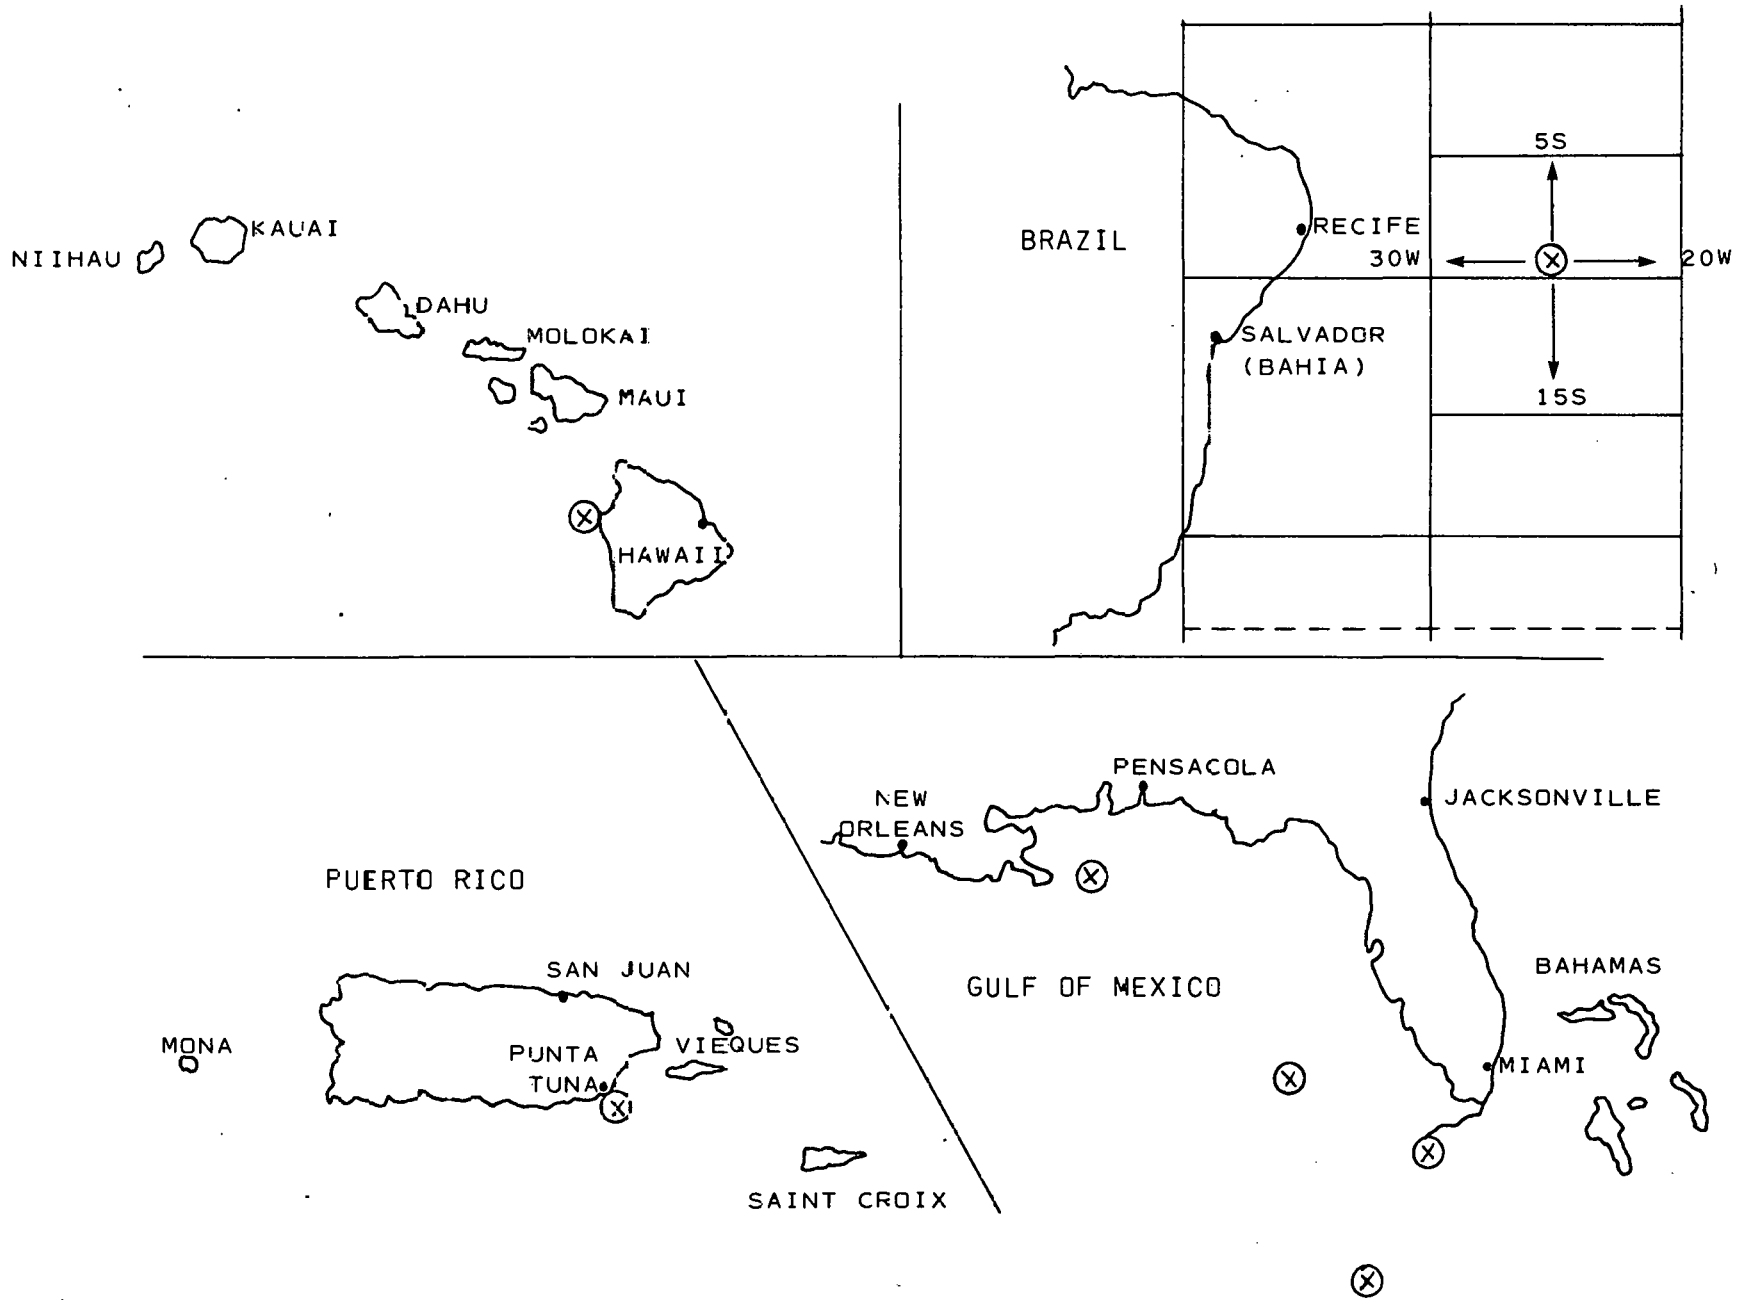 KAUAI
NIIHAU
DAHU
MOLOKAI
MAUI
HAWAII
5S
BRAZIL
RECIFE
30W
20W
SALVADOR
(BAHIA)
15S
PENSACOLA
NEW
ORLEANS
JACKSONVILLE
PUERTO RICO
GULF OF MEXICO
BAHAMAS
SAN JUAN
MONA
PUNTA
TUNA
VIEQUES
MIAMI
SAINT CROIX